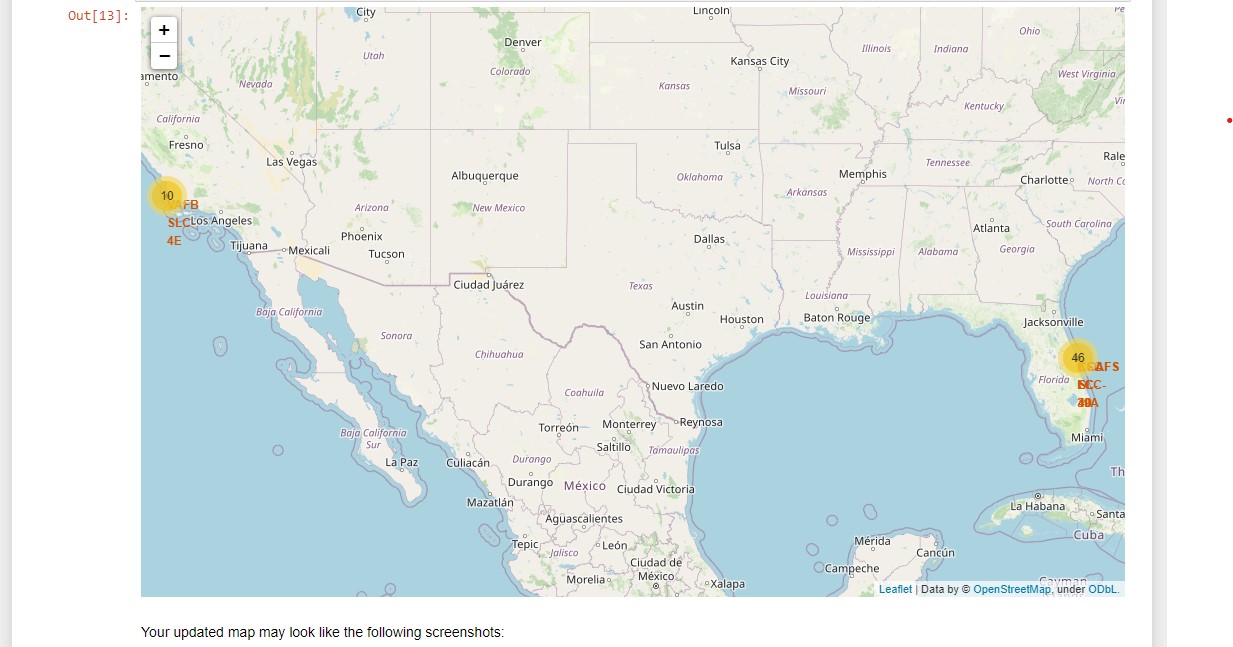 Out[13]:
+
−
City
Lincoln
Denver
Utah
Colorado
Kansas City
Illinois
Indiana
Ohio
amento
Nevada
Kansas
Missouri
West Virginia
Kentucky
California
Fresno
Las Vegas
Tulsa
Tennessee
Albuquerque
Oklahoma
Memphis
Charlotte
North C
Arkansas
10
AFB
SLC-
4E
Los Angeles
Arizona
New Mexico
Phoenix
Tucson
Tijuana
Mexicali
Dallas
Mississippi
Alabama
Atlanta
Georgia
South Carolina
Ciudad Juárez
Texas
Baja California
Sonora
Chihuahua
Austin
Houston
San Antonio
Louisiana
Baton Rouge
Jacksonville
46
Florida
Miami
Coahuila
Nuevo Laredo
Torreón
Monterrey
Reynosa
Saltillo
Tamaulipas
Baja California
Sur
La Paz
Culiacán
Durango
Durango
México
Ciudad Victoria
Mazatlán
Aguascalientes
Tepic
Jalisco
León
Ciudad de
México
Morelia
Xalapa
Mérida
Cancún
Campeche
La Habana
Santa
Cuba
Th
Cayman
Leaflet | Data by © OpenStreetMap, under ODbL.
Your updated map may look like the following screenshots: